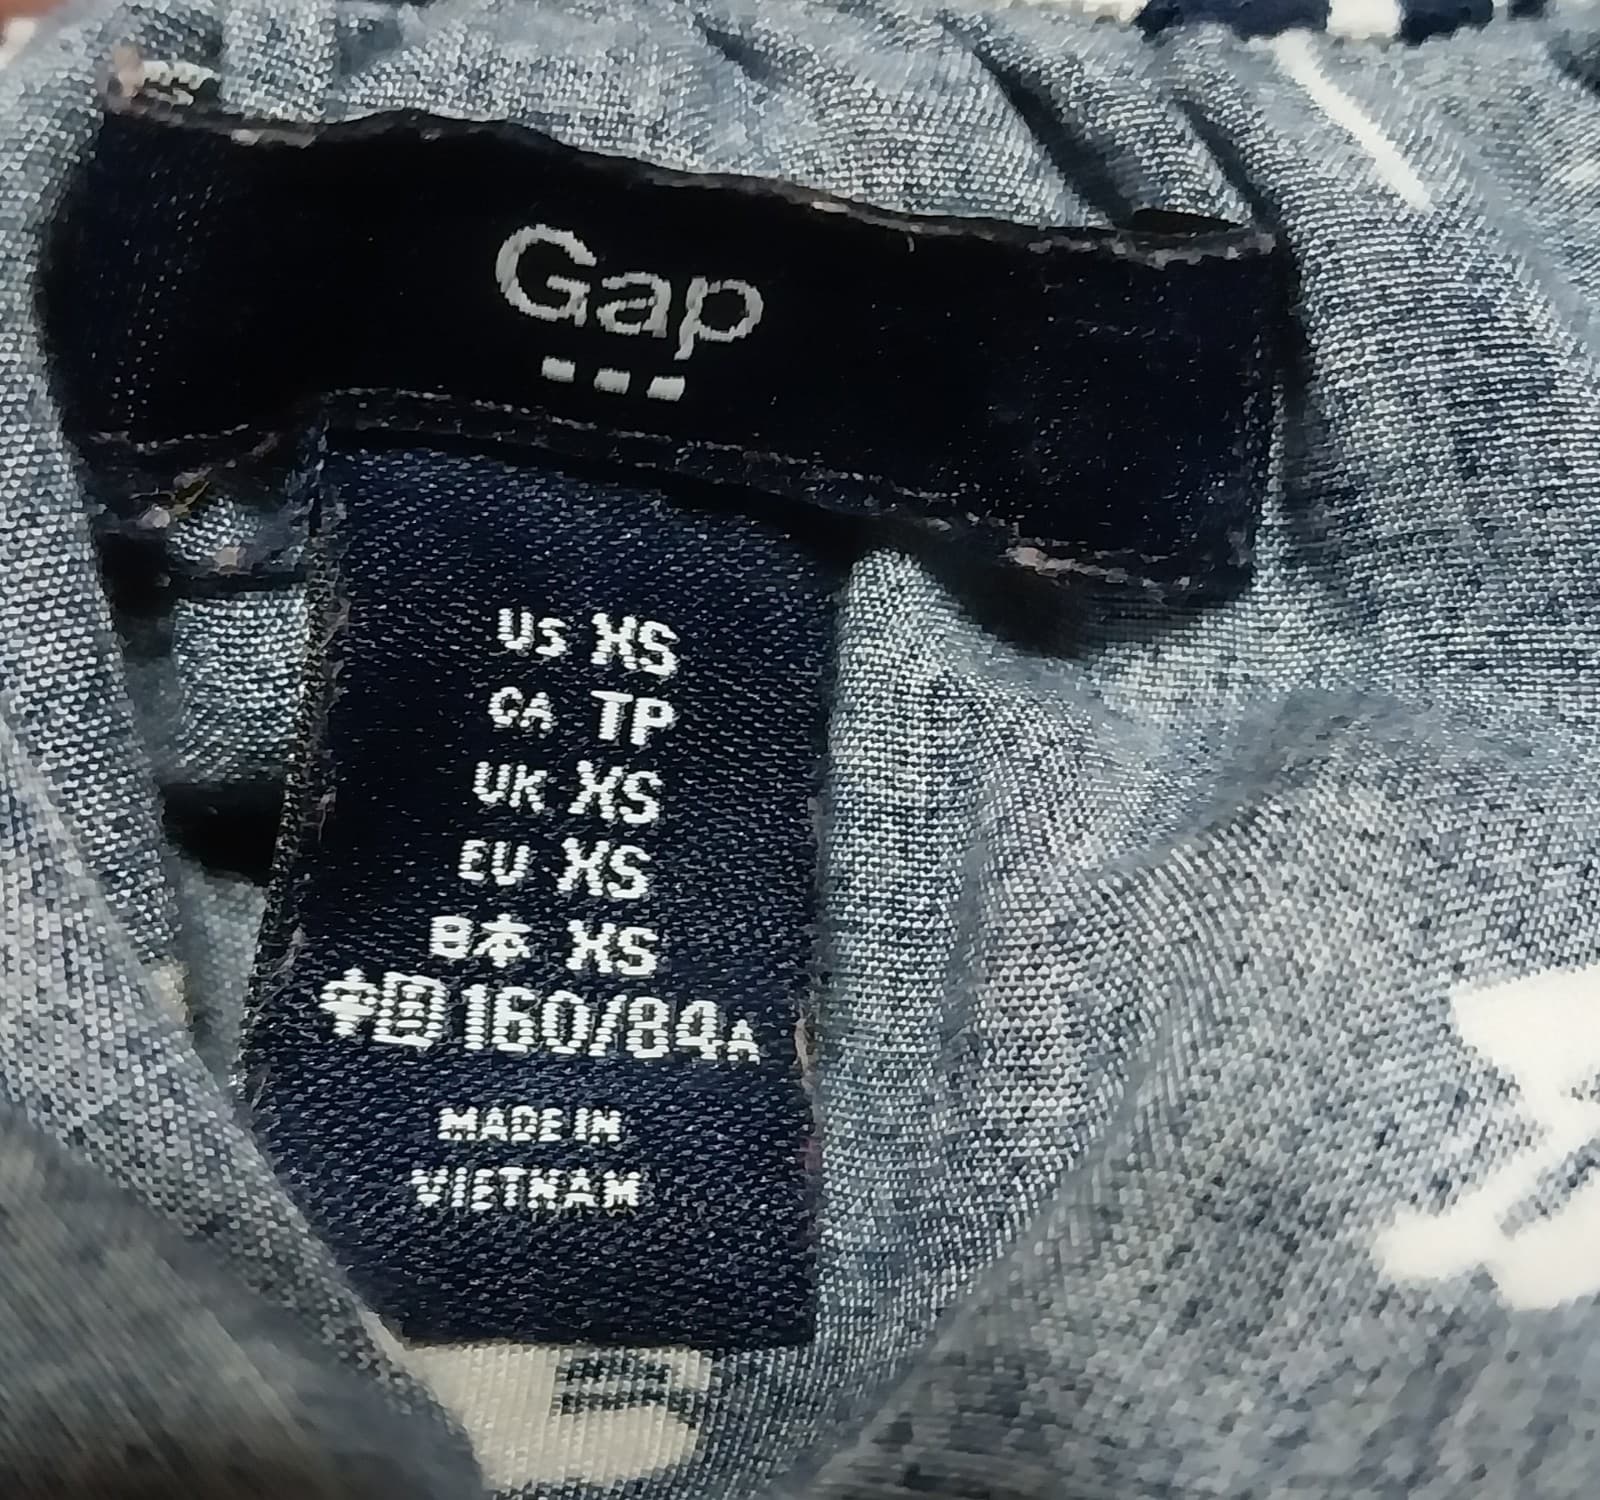 Gap
US XS
CA TP
UK XS
EU XS
日本 XS
中国 160/84A
MADE IN
VIETNAM